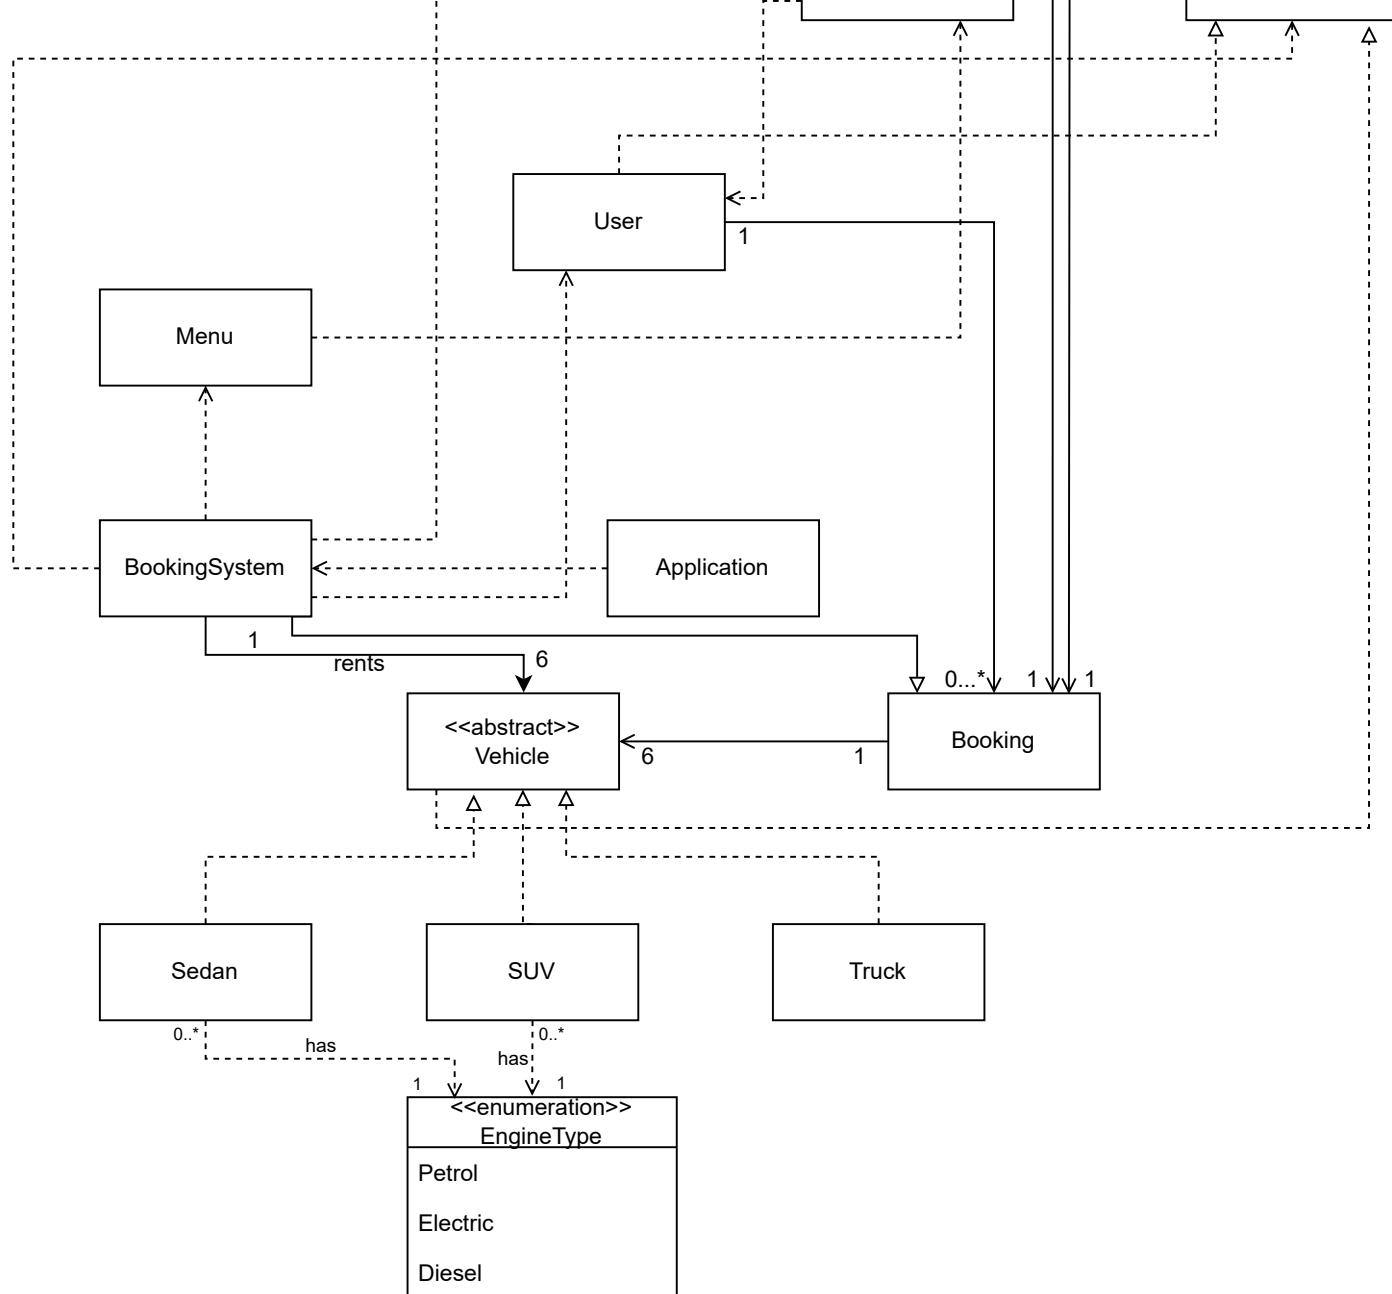 User
1
Menu
BookingSystem
Application
1
rents
6
0...*
1
1
<<abstract>>
Vehicle
6
1
Booking
Sedan
SUV
Truck
0..*
has
0..*
has
1
1
<<enumeration>>
EngineType
Petrol
Electric
Diesel